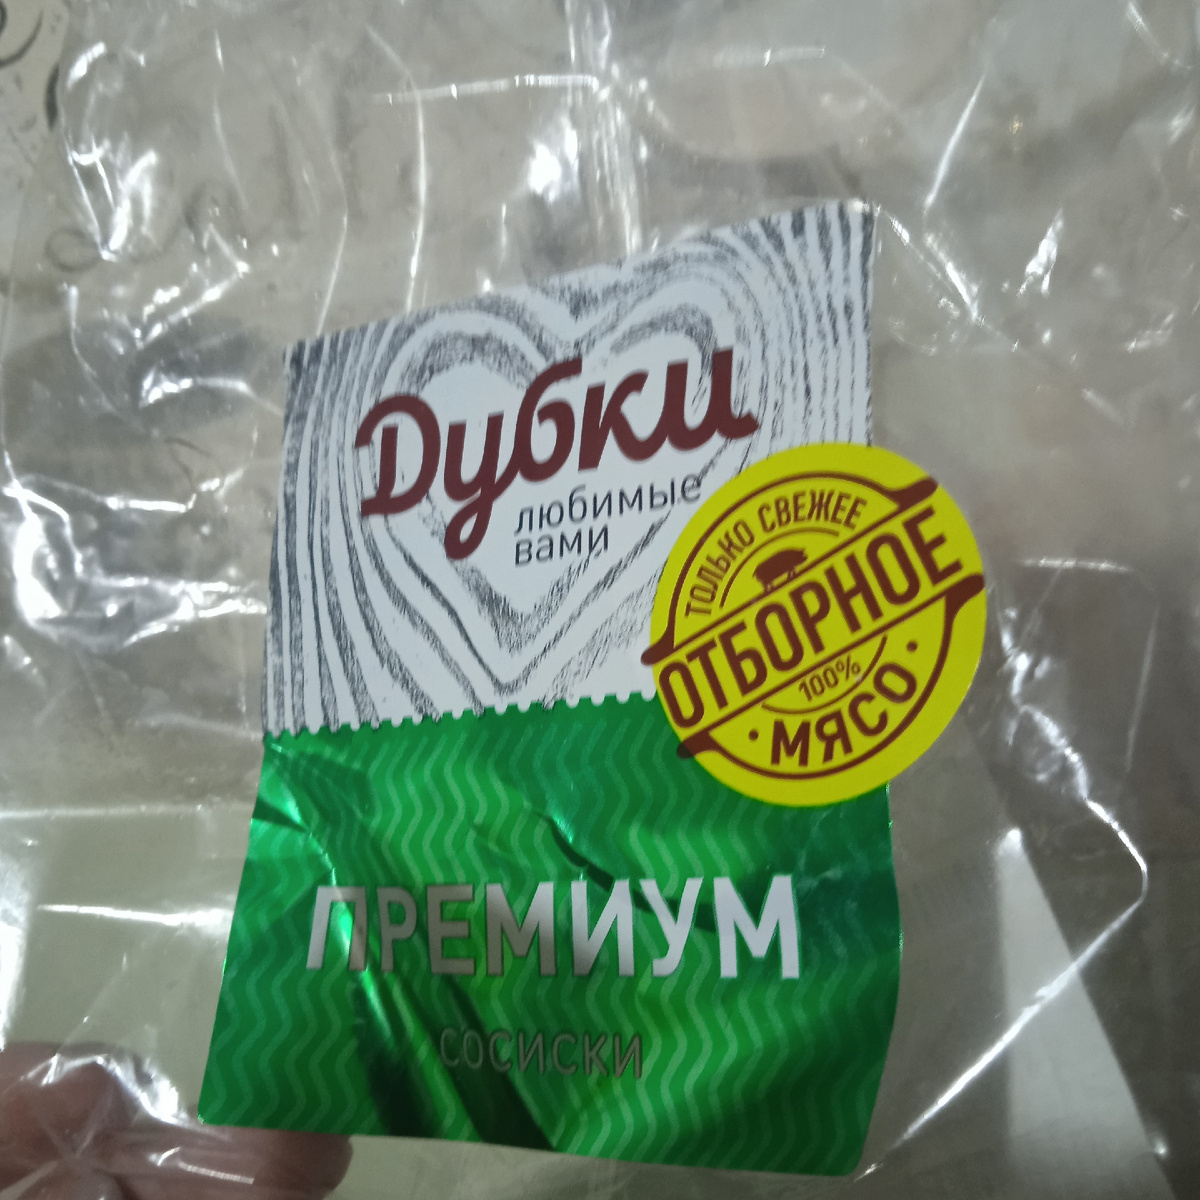 Дубки
любимые
вами
ТОЛЬКО СВЕЖЕЕ
ОТБОРНОЕ
100%
МЯСО
ПРЕМИУМ
СОСИСКИ